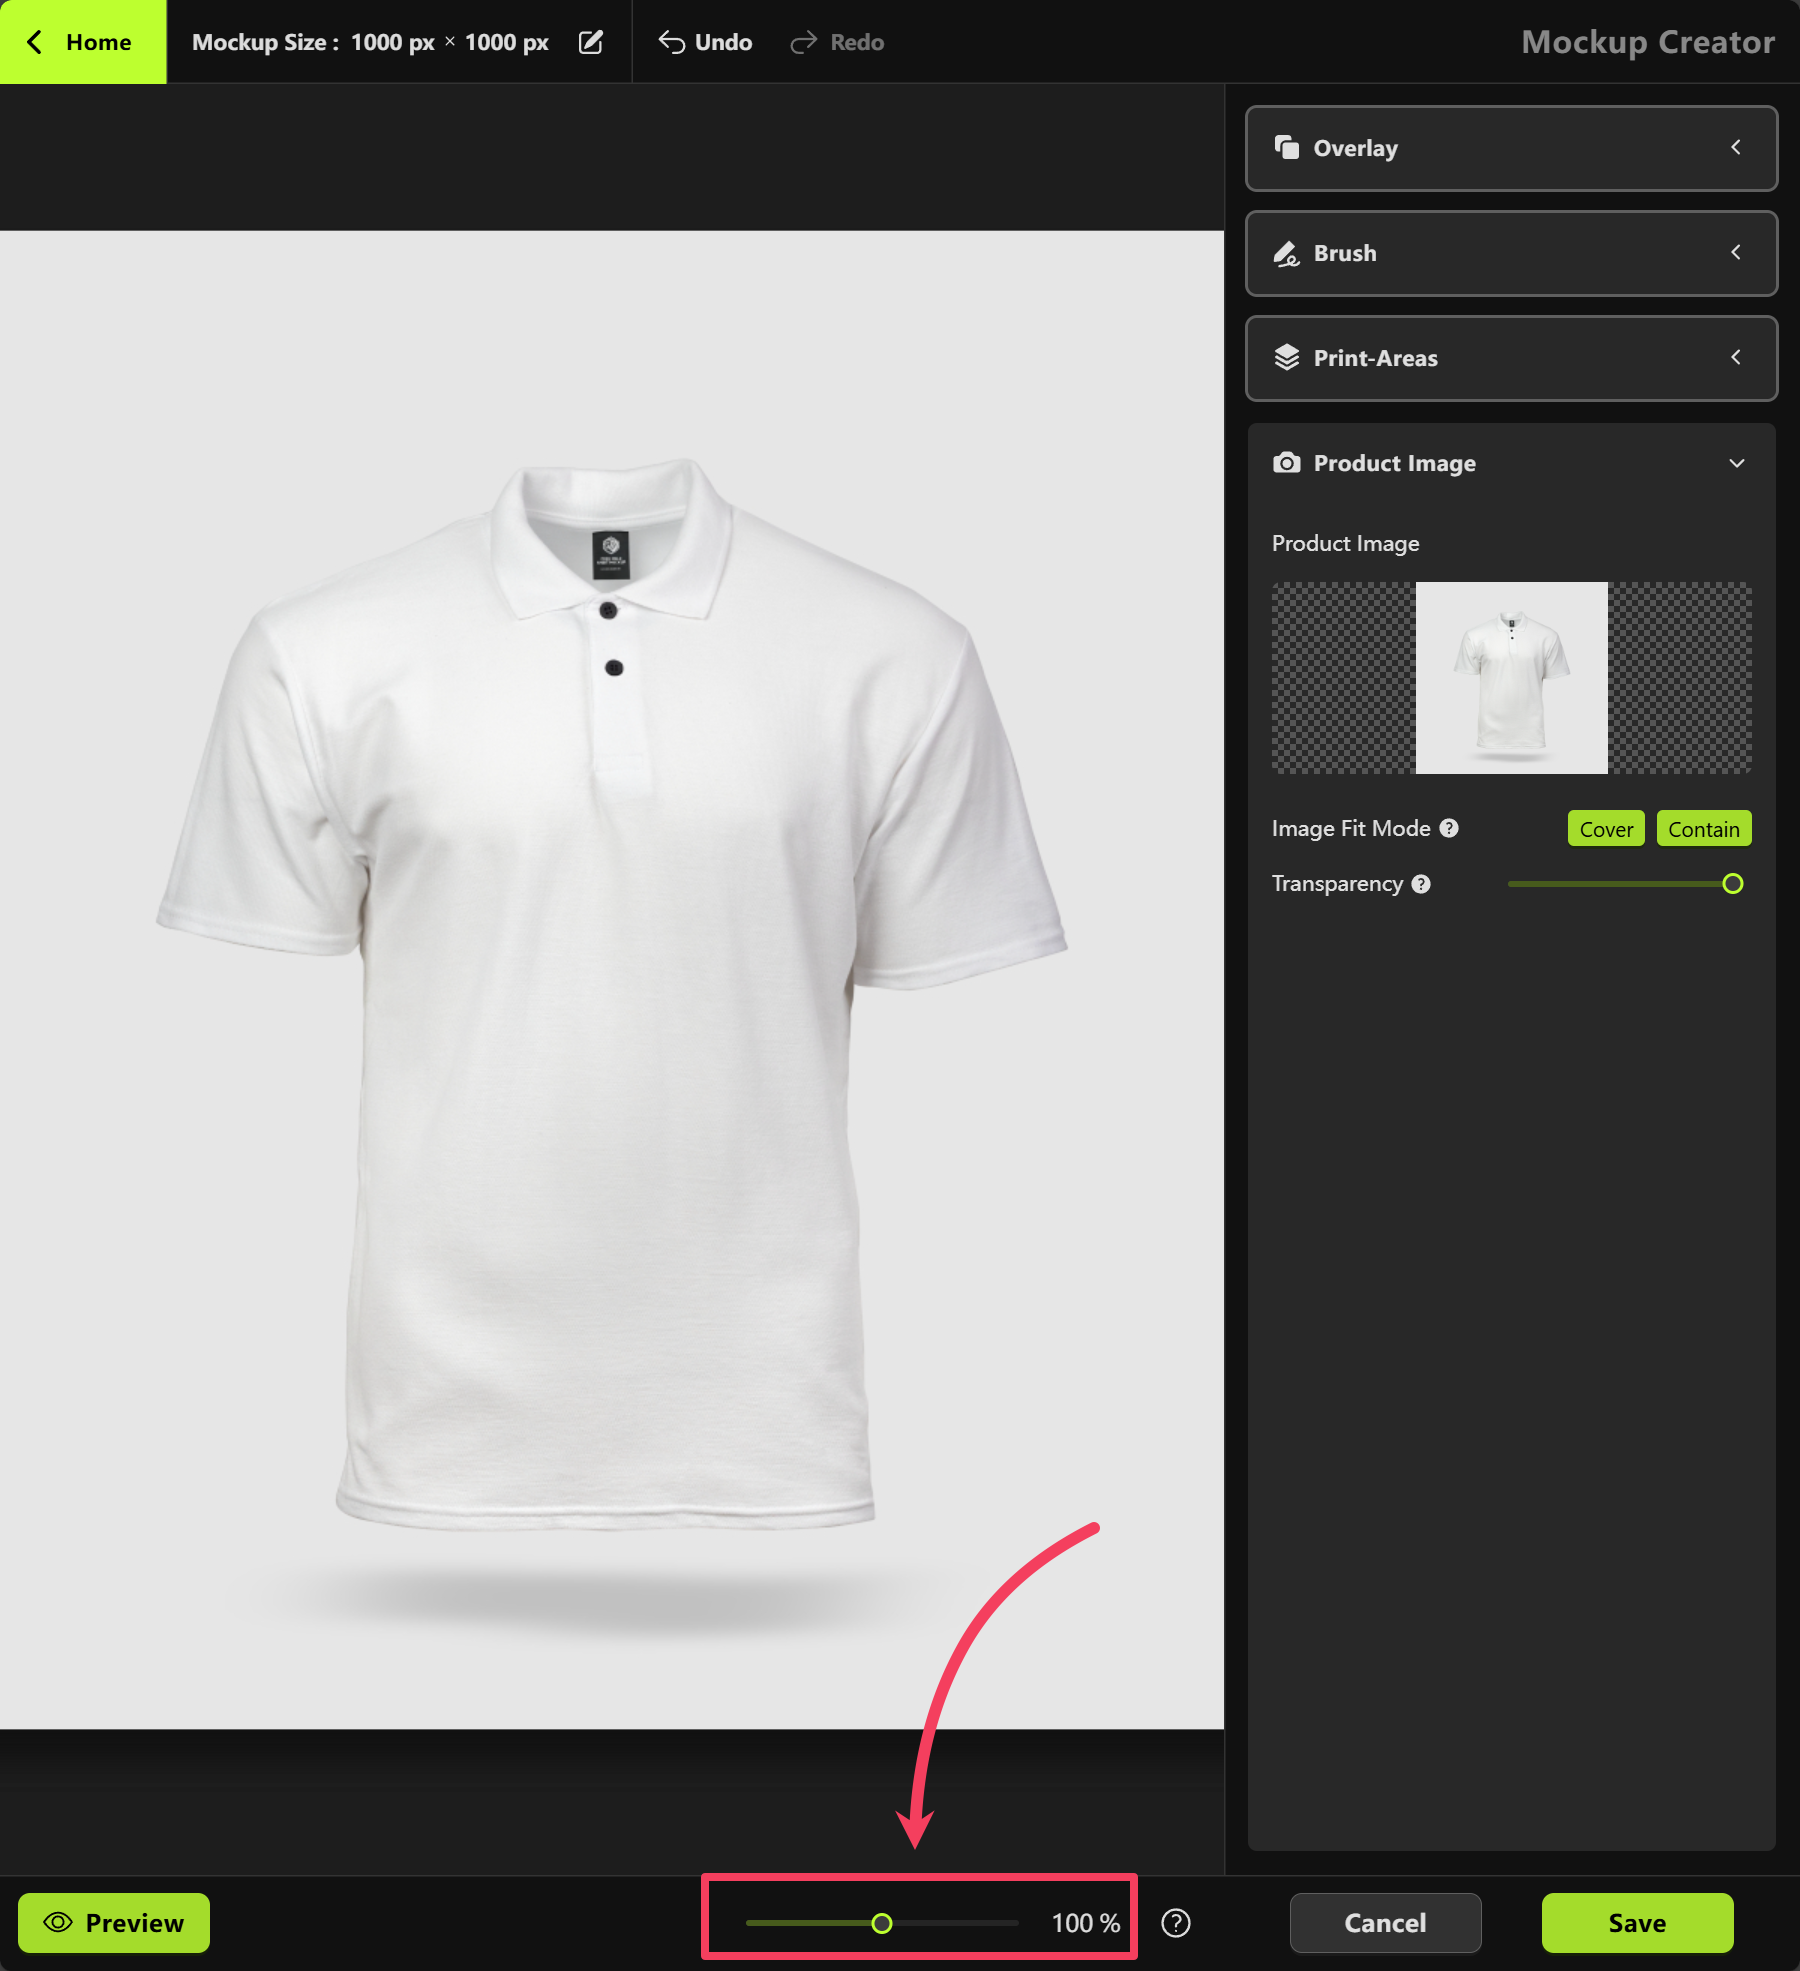 Home
Mockup Size : 1000 px × 1000 px
Undo
Redo
Mockup Creator
Overlay
Brush
Print-Areas
Product Image
Product Image
Image Fit Mode ?
Cover
Contain
Transparency ?
Preview
100 %
?
Cancel
Save